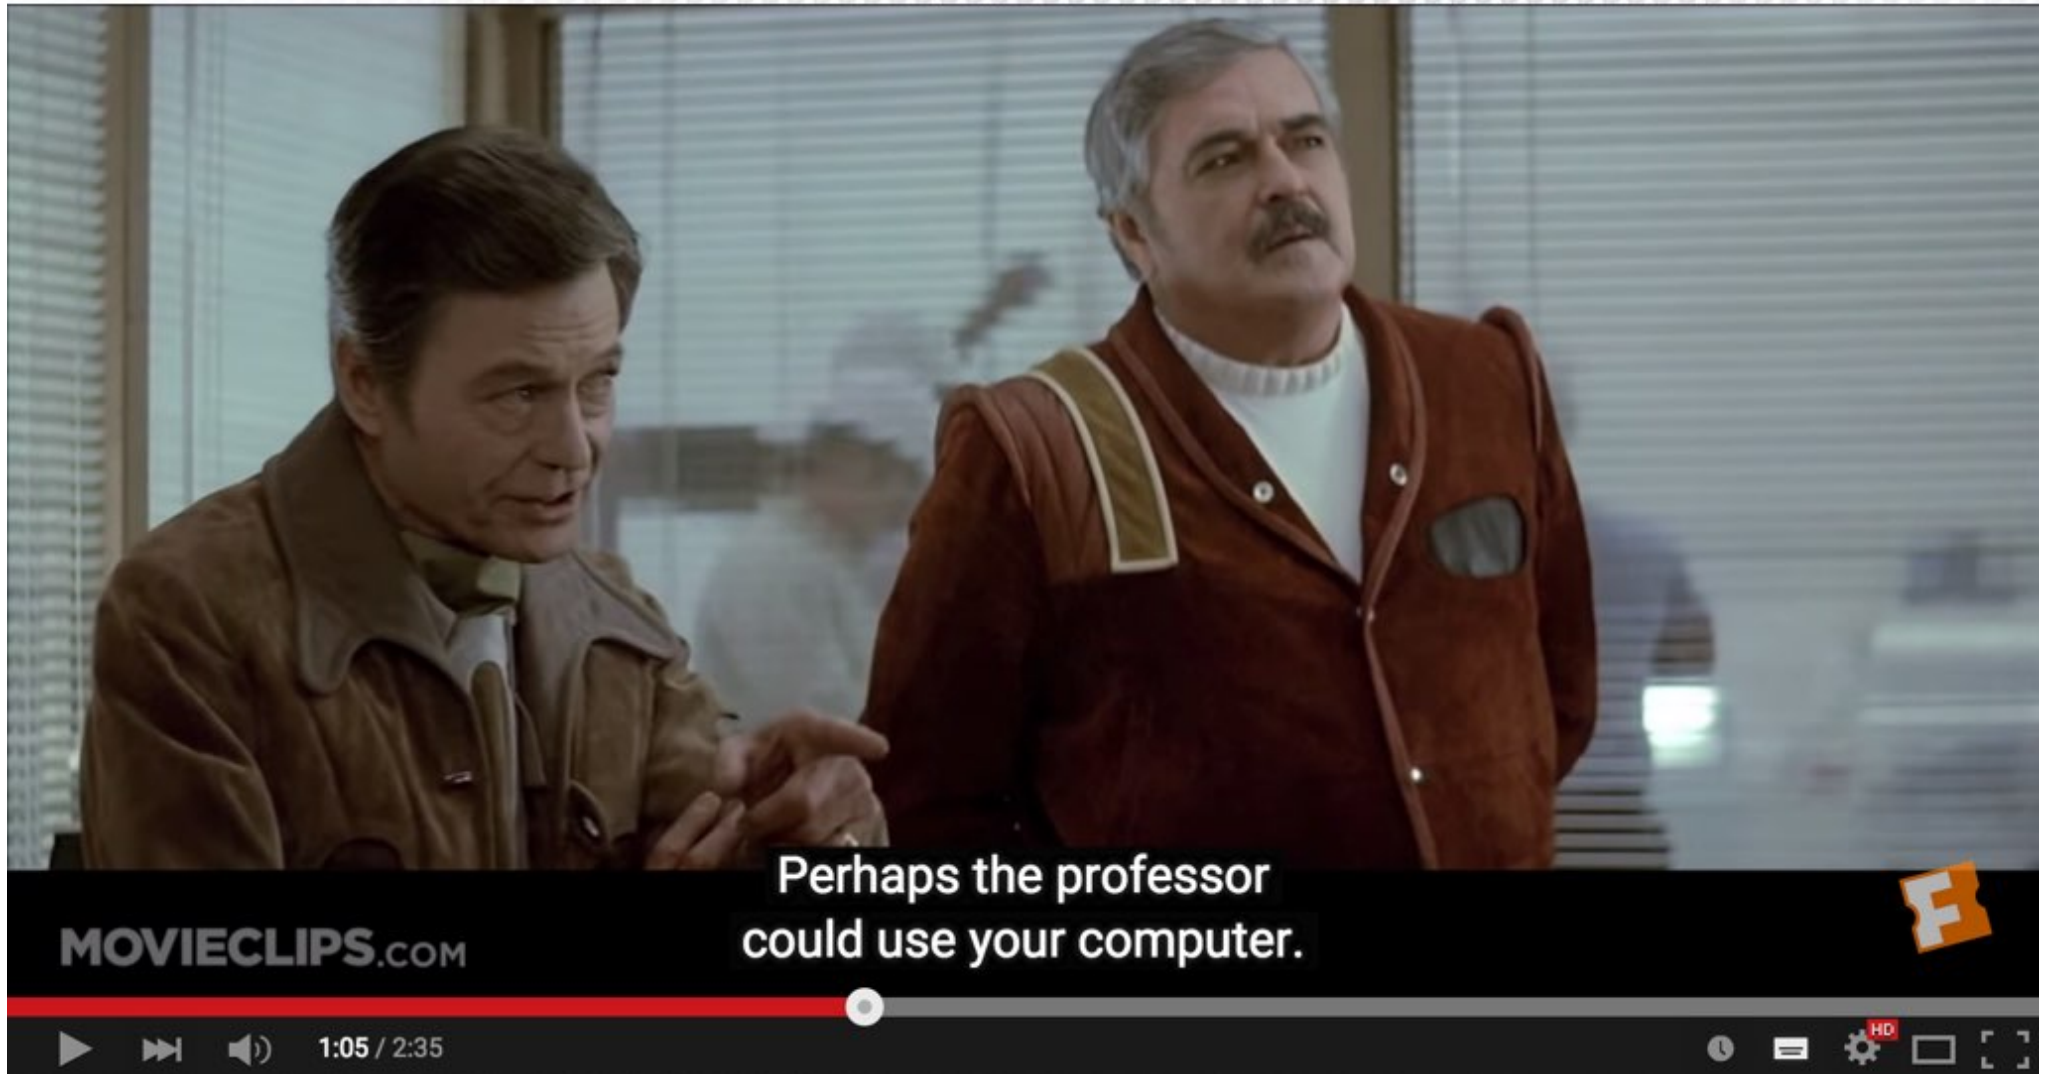 Perhaps the professor
could use your computer.
MOVIECLIPS.COM
F
1:05 / 2:35
HD